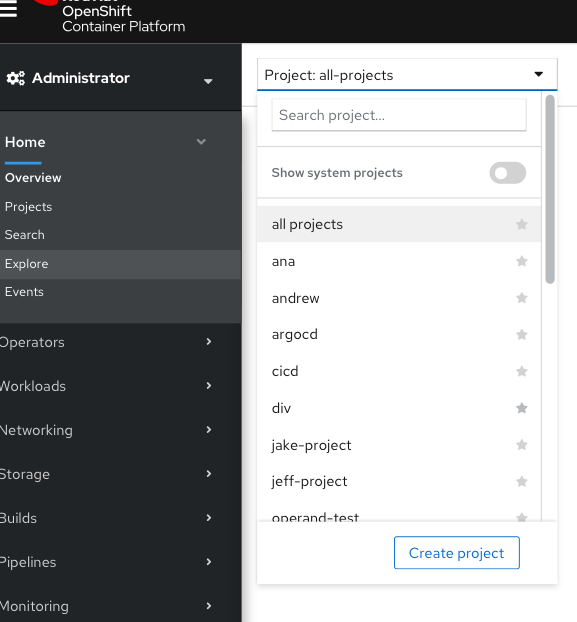 OpenShift
Container Platform
Administrator
Home
Overview
Projects
Search
Explore
Events
Operators
Workloads
Networking
Storage
Builds
Pipelines
Monitoring
Project: all-projects
Search project...
Show system projects
all projects
ana
andrew
argocd
cicd
div
jake-project
jeff-project
operand-test
Create project